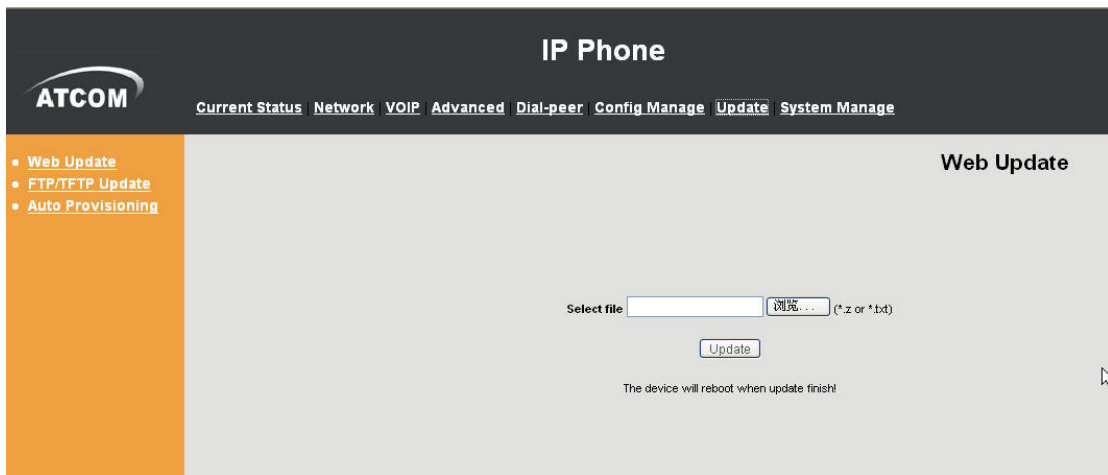 IP Phone
ATCOM
Current Status | Network | VOIP | Advanced | Dial-peer | Config Manage | Update | System Manage
Web Update
FTP/TFTP Update
Auto Provisioning
Web Update
Select file 浏览... (*.z or *.txt)
Update
The device will reboot when update finish!